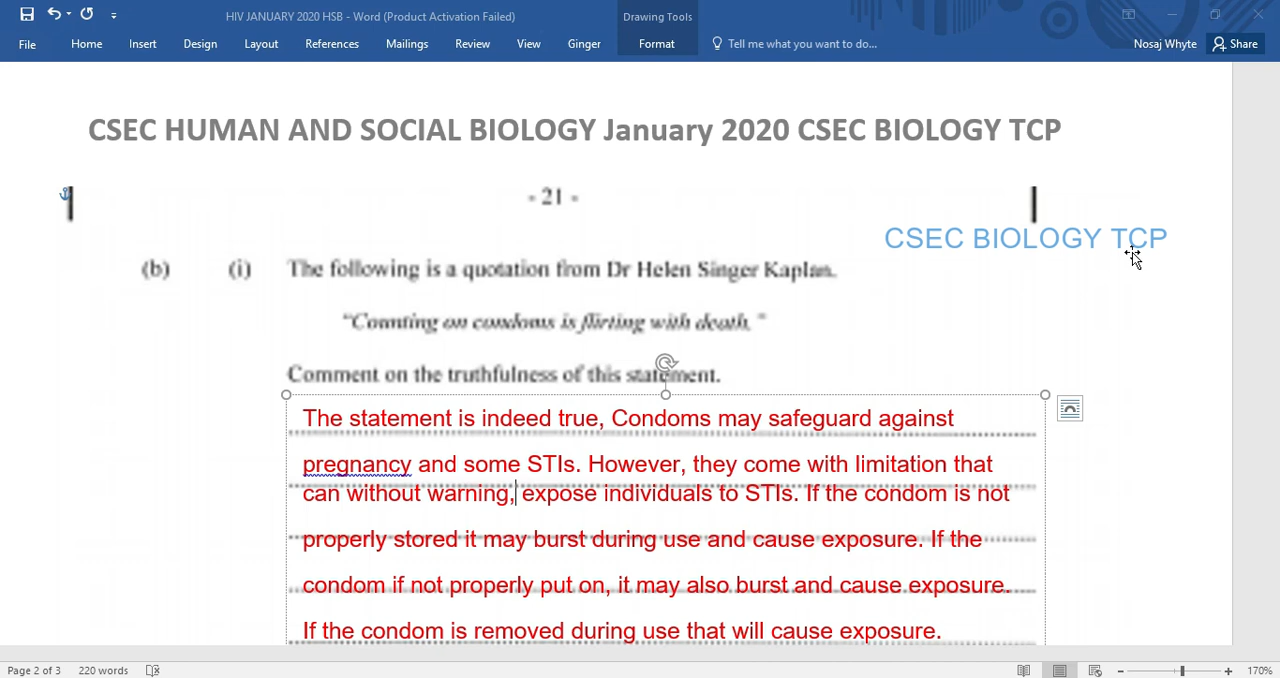 HIV JANUARY 2020 HSB - Word (Product Activation Failed)
Drawing Tools
File Home Insert Design Layout References Mailings Review View Ginger Format Tell me what you want to do... Nosaj Whyte Share
CSEC HUMAN AND SOCIAL BIOLOGY January 2020 CSEC BIOLOGY TCP
- 21 -
CSEC BIOLOGY TCP
(b) (i) The following is a quotation from Dr Helen Singer Kaplan.
"Counting on condoms is flirting with death."
Comment on the truthfulness of this statement.
The statement is indeed true, Condoms may safeguard against
pregnancy and some STIs. However, they come with limitation that
can without warning, expose individuals to STIs. If the condom is not
properly stored it may burst during use and cause exposure. If the
condom if not properly put on, it may also burst and cause exposure.
If the condom is removed during use that will cause exposure.
Page 2 of 3 220 words 170%